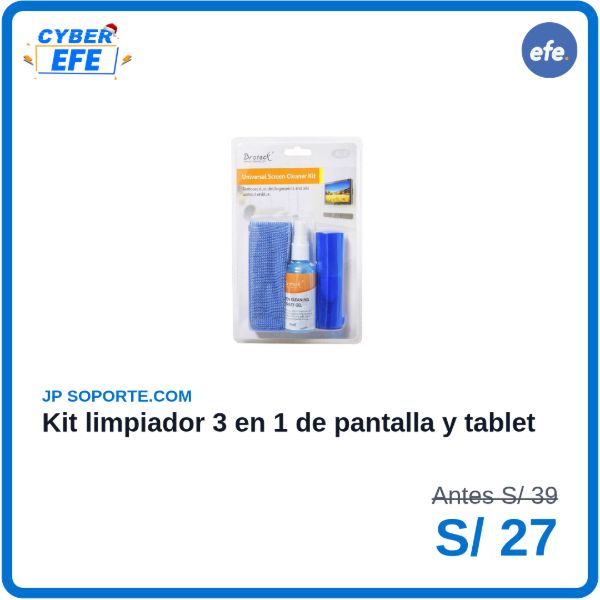 CYBER
EFE
efe.
Universal Screen Cleaner Kit
JP SOPORTE.COM
Kit limpiador 3 en 1 de pantalla y tablet
Antes S/ 39
S/ 27